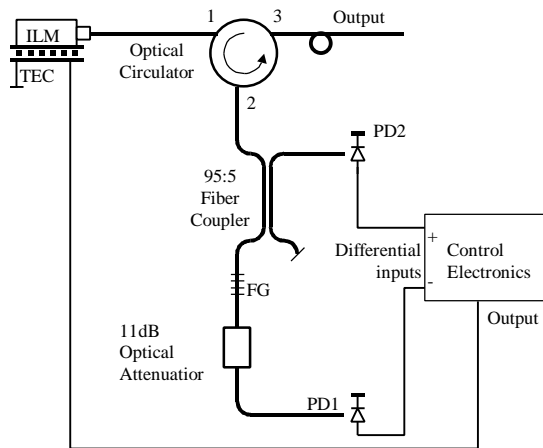 1
3
Output
ILM
TEC
Optical
Circulator
2
PD2
95:5
Fiber
Coupler
+
Differential
inputs
-
Control
Electronics
FG
Output
11dB
Optical
Attenuatior
PD1